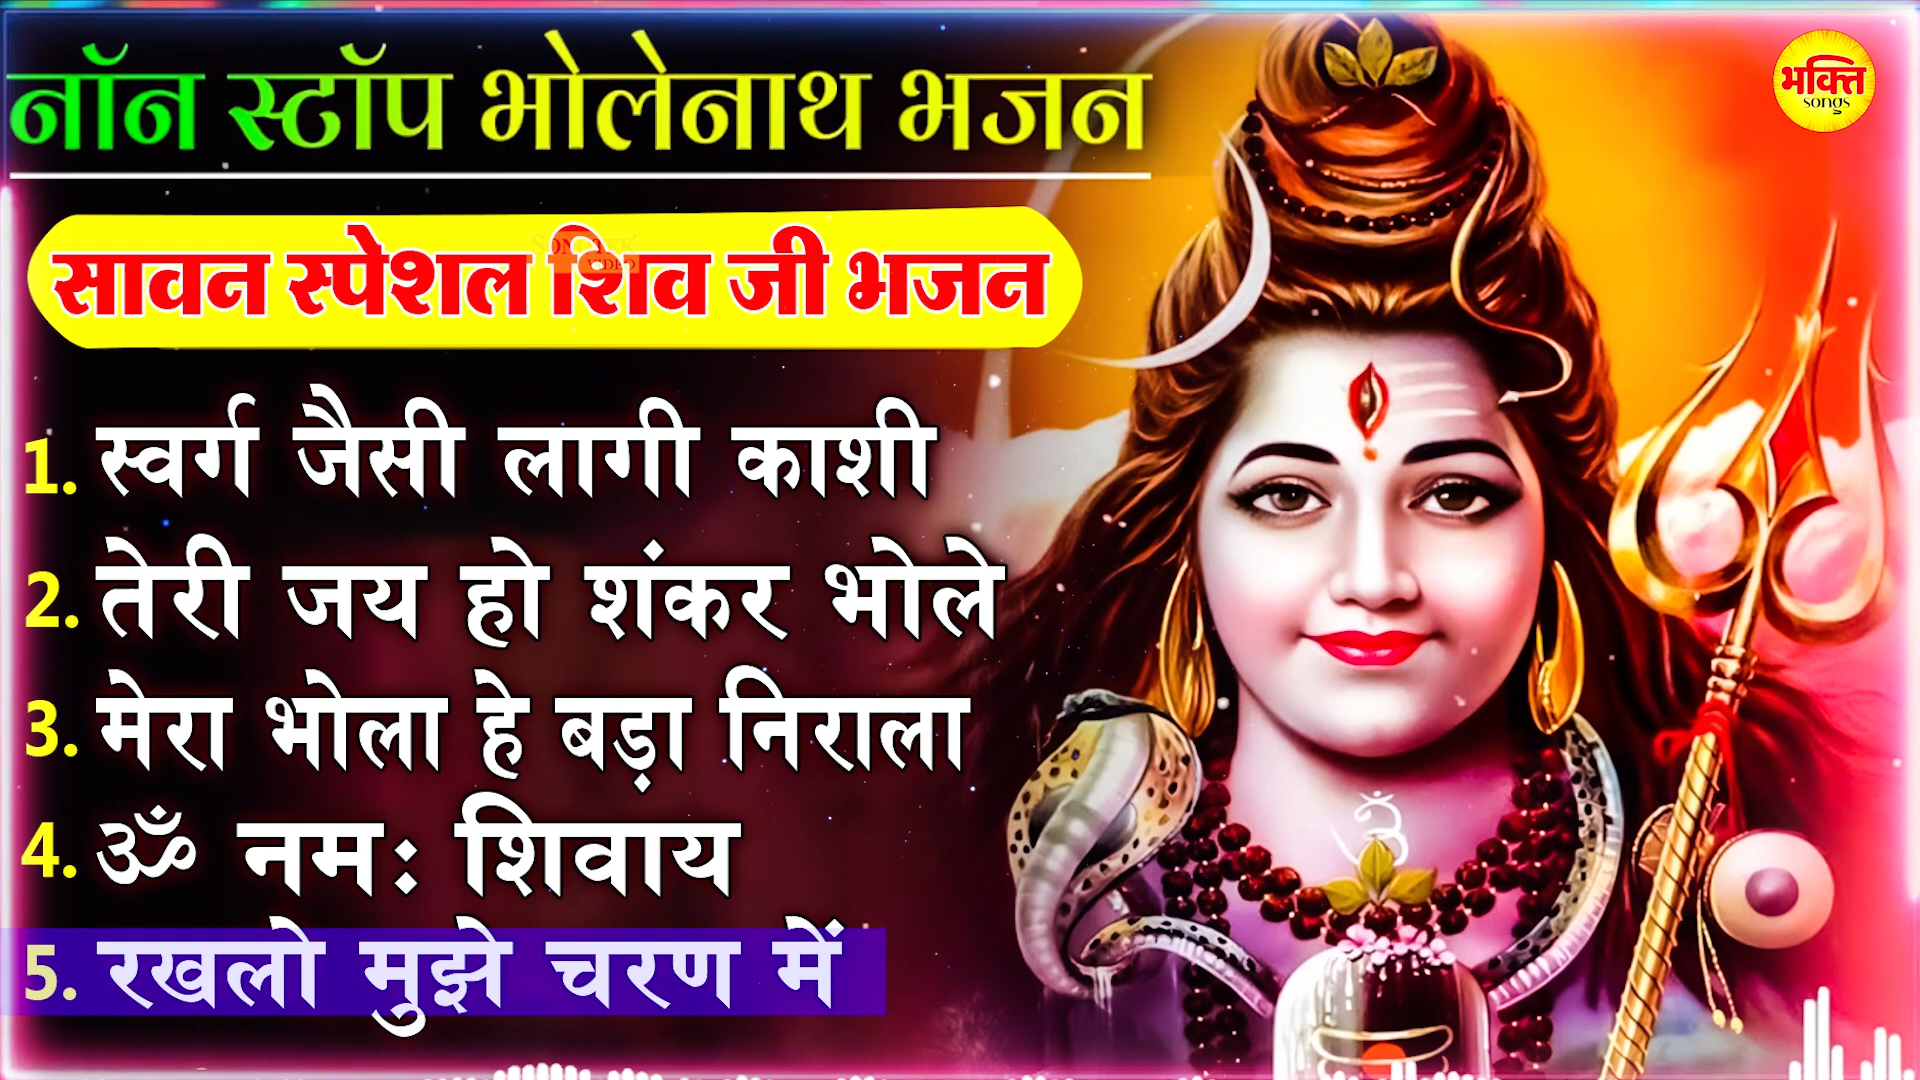 नॉन स्टॉप भोलेनाथ भजन
भक्ति
songs
सावन स्पेशल शिव जी भजन
1. स्वर्ग जैसी लागी काशी
2. तेरी जय हो शंकर भोले
3. मेरा भोला हे बड़ा निराला
4. ॐ नमः शिवाय
5. रखलो मुझे चरण में
ॐ